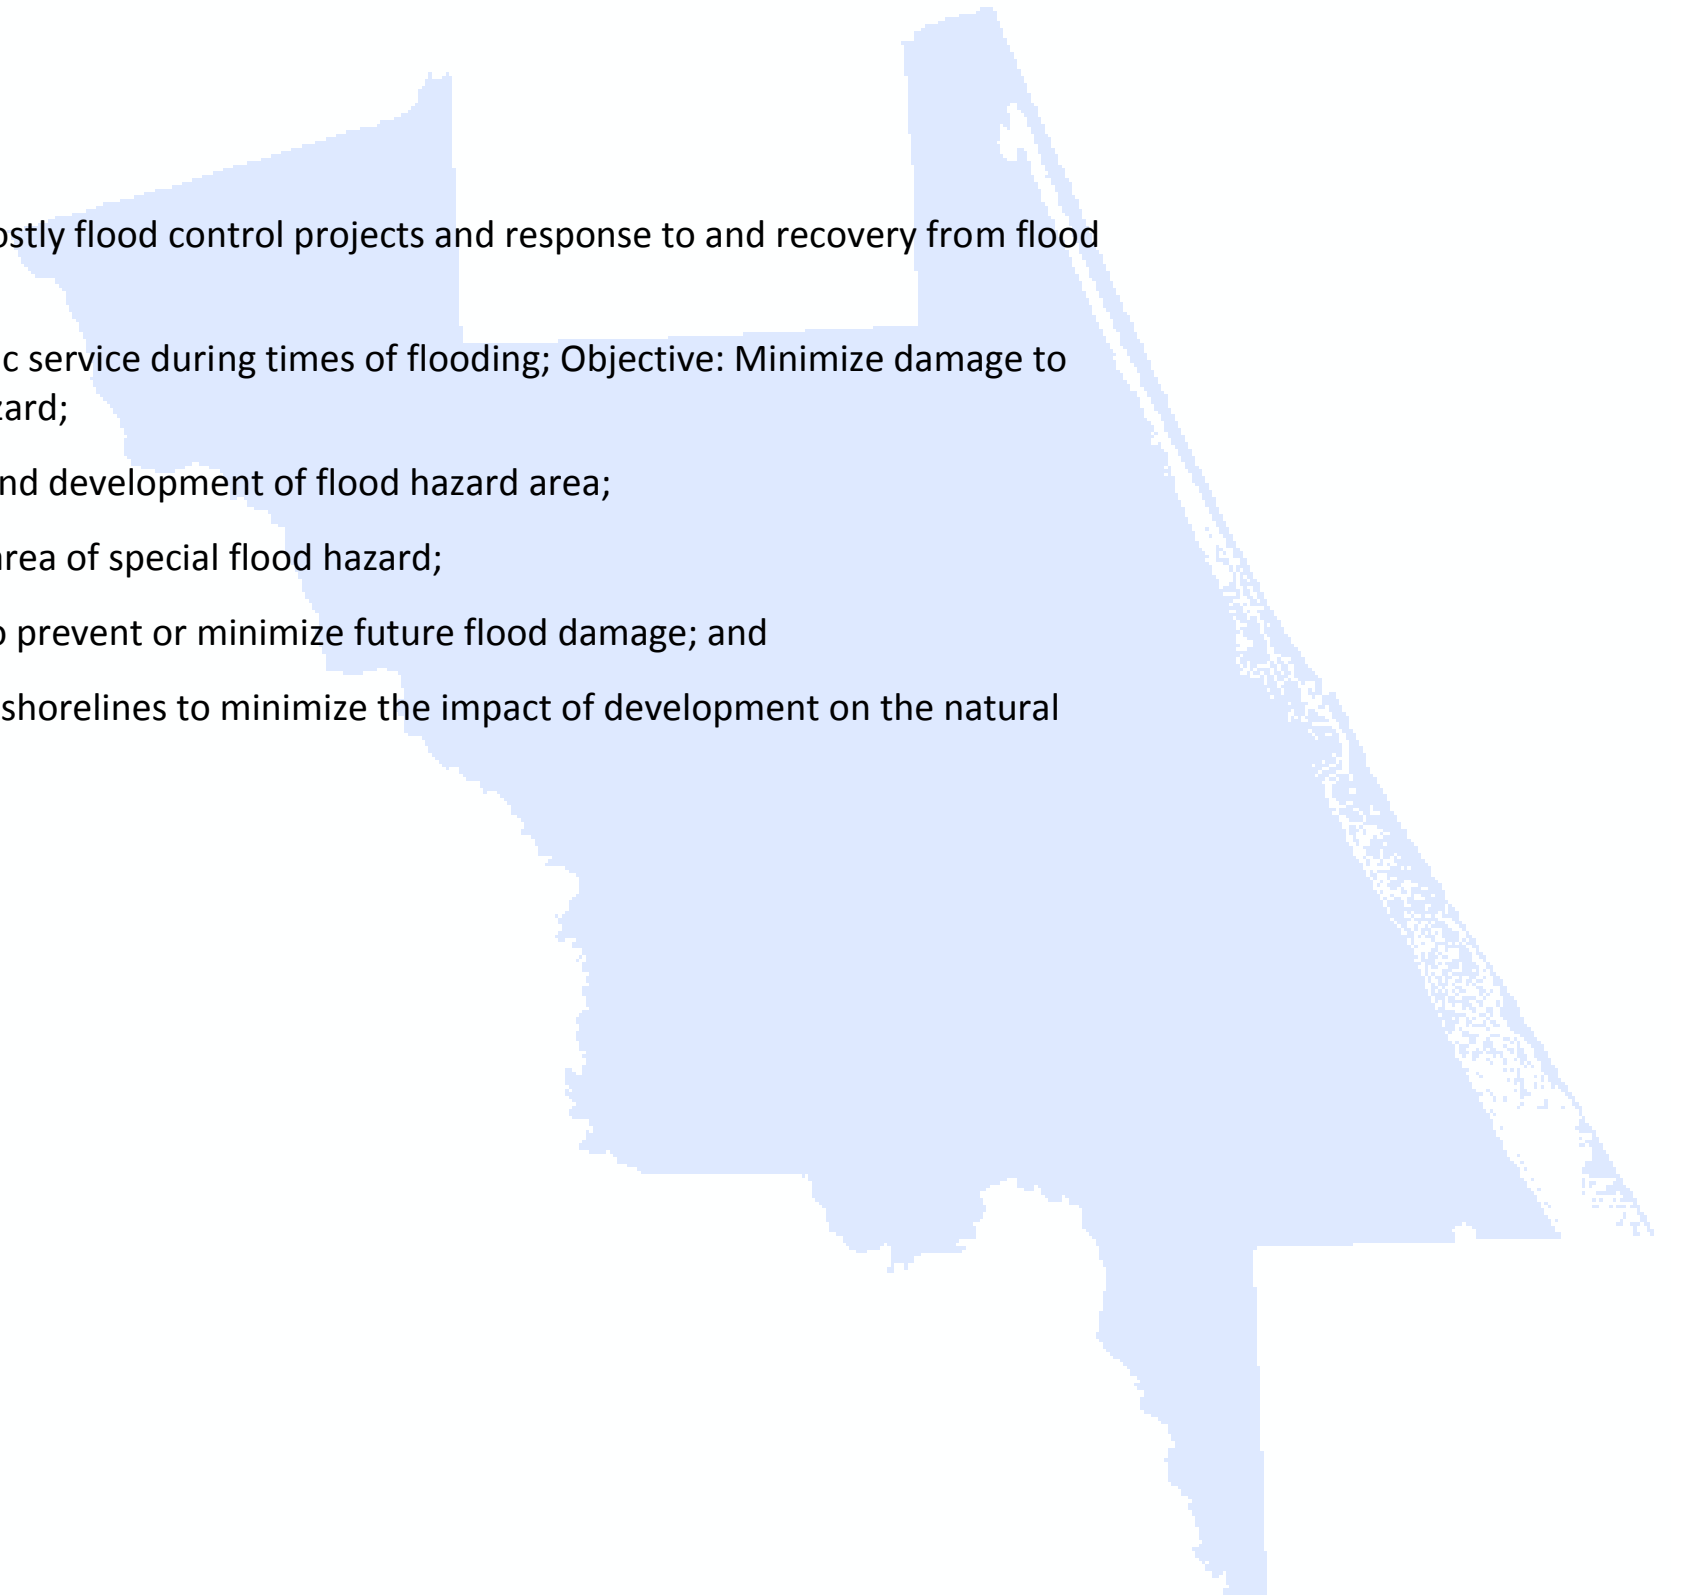 ostly flood control projects and response to and recovery from flood
c service during times of flooding; Objective: Minimize damage to
zard;
nd development of flood hazard area;
area of special flood hazard;
o prevent or minimize future flood damage; and
shorelines to minimize the impact of development on the natural